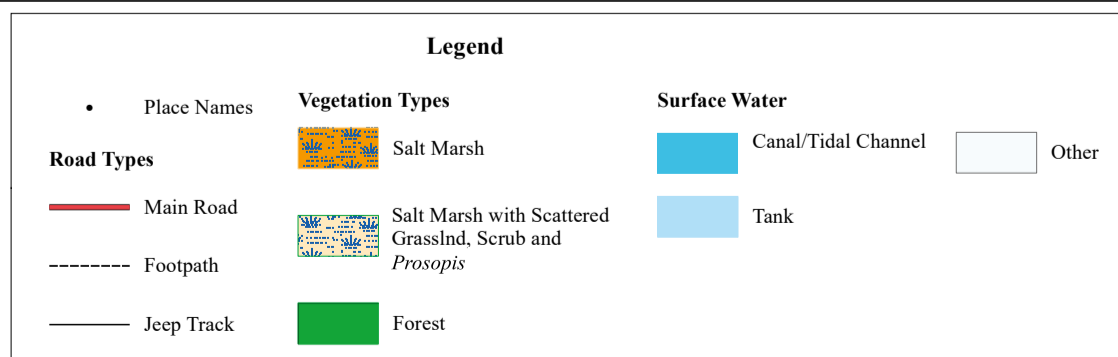 Legend
Place Names
Road Types
Main Road
Footpath
Jeep Track
Vegetation Types
Salt Marsh
Salt Marsh with Scattered
Grasslnd, Scrub and
Prosopis
Forest
Surface Water
Canal/Tidal Channel
Tank
Other